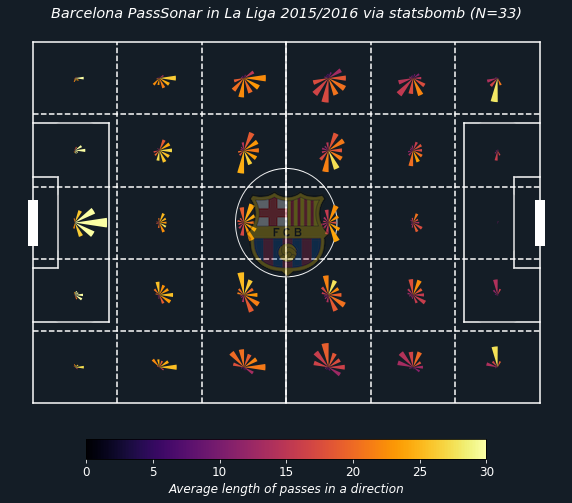 Barcelona PassSonar in La Liga 2015/2016 via statsbomb (N=33)
FCB
0 5 10 15 20 25 30
Average length of passes in a direction